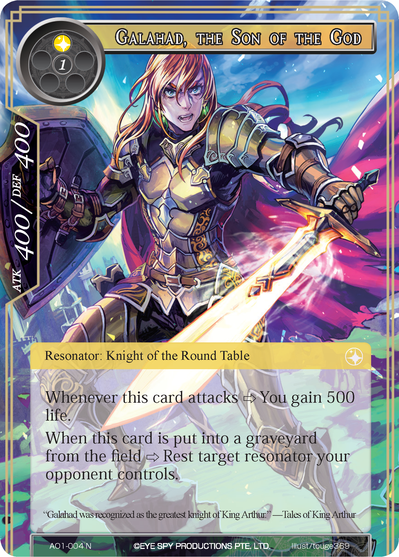 GALAHAD, THE SON OF THE GOD
1
ATK 400/DEF 400
Resonator: Knight of the Round Table
Whenever this card attacks ⇨ You gain 500
life.
When this card is put into a graveyard
from the field ⇨ Rest target resonator your
opponent controls.
“Galahad was recognized as the greatest knight of King Arthur.” —Tales of King Arthur
AO1-004 N
©EYE SPY PRODUCTIONS PTE. LTD.
Illust/touge369